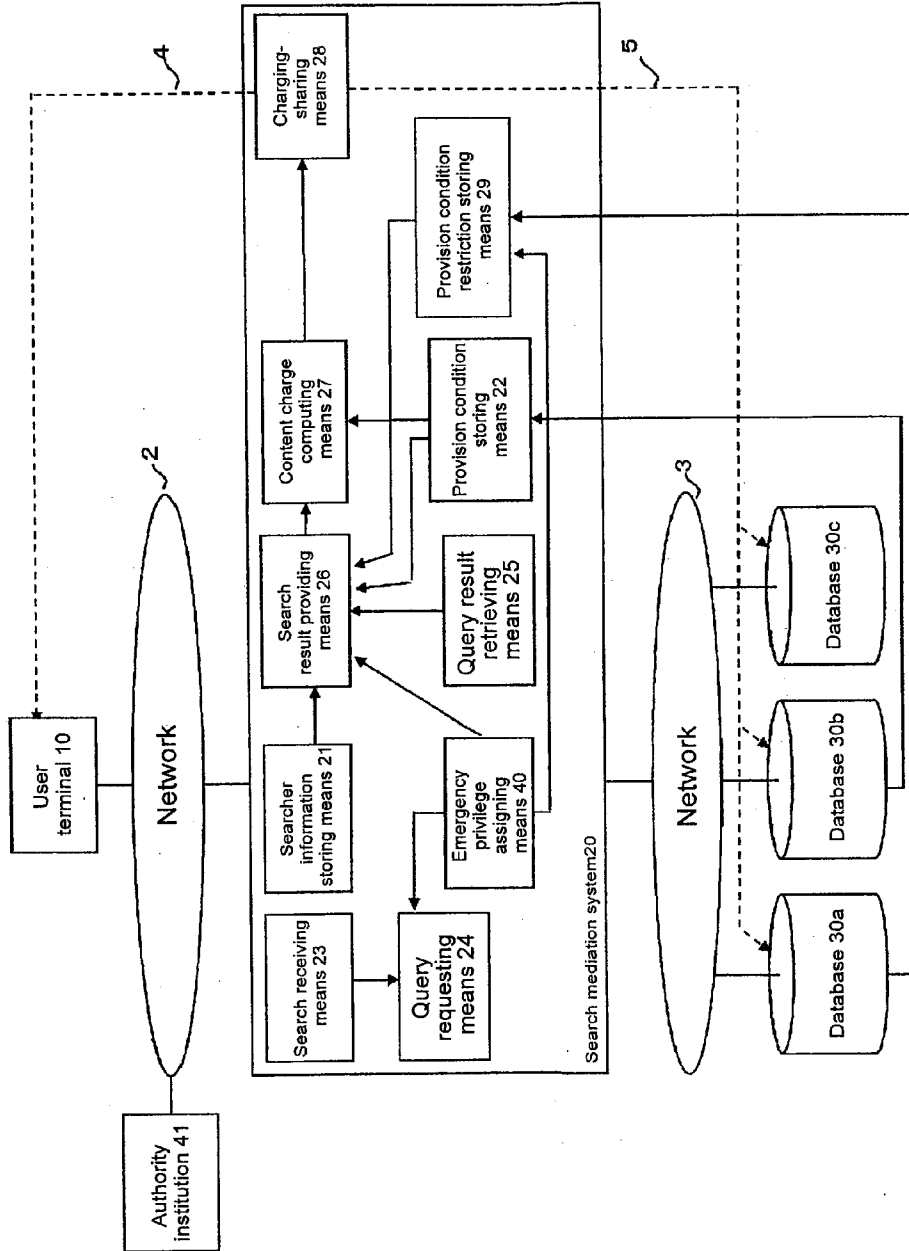 Authority
institution 41
User
terminal 10
Network
2
4
Search receiving
means 23
Searcher
information
storing means 21
Search
result providing
means 26
Content charge
computing
means 27
Charging-
sharing
means 28
Query
requesting
means 24
Emergency
privilege
assigning
means 40
Query result
retrieving
means 25
Provision condition
storing
means 22
Provision condition
restriction storing
means 29
Search mediation system20
5
Network
3
Database 30a
Database 30b
Database 30c